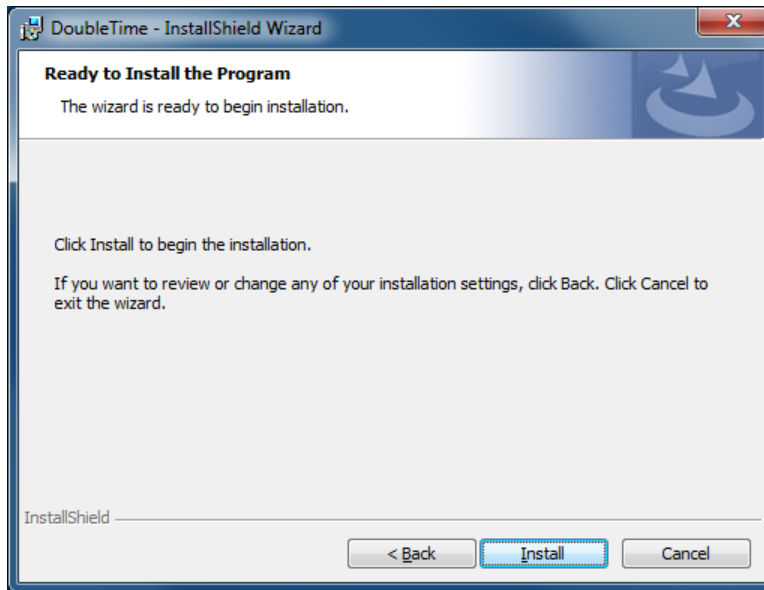 DoubleTime - InstallShield Wizard
Ready to Install the Program
The wizard is ready to begin installation.
Click Install to begin the installation.
If you want to review or change any of your installation settings, click Back. Click Cancel to
exit the wizard.
InstallShield
< Back
Install
Cancel